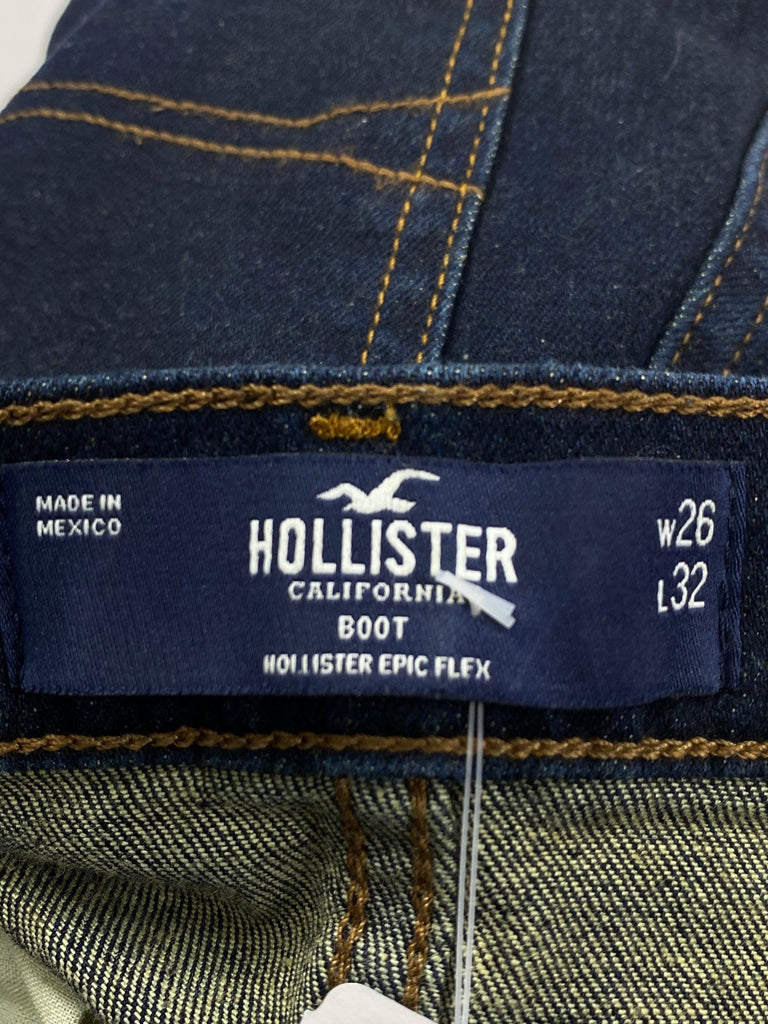 MADE IN
MEXICO
HOLLISTER
CALIFORNIA
BOOT
HOLLISTER EPIC FLEX
W26
L32